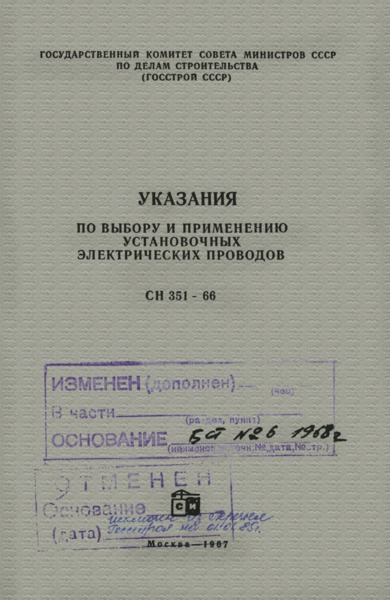 ГОСУДАРСТВЕННЫЙ КОМИТЕТ СОВЕТА МИНИСТРОВ СССР
ПО ДЕЛАМ СТРОИТЕЛЬСТВА
(ГОССТРОЙ СССР)
УКАЗАНИЯ
ПО ВЫБОРУ И ПРИМЕНЕНИЮ
УСТАНОВОЧНЫХ
ЭЛЕКТРИЧЕСКИХ ПРОВОДОВ
СН 351 - 66
ИЗМЕНЕН (дополнен)
В части
(раздел, пункт)
ОСНОВАНИЕ БСТ №6 1968г
ОТМЕНЕН
Основание
СИ
(дата)
Москва—1967